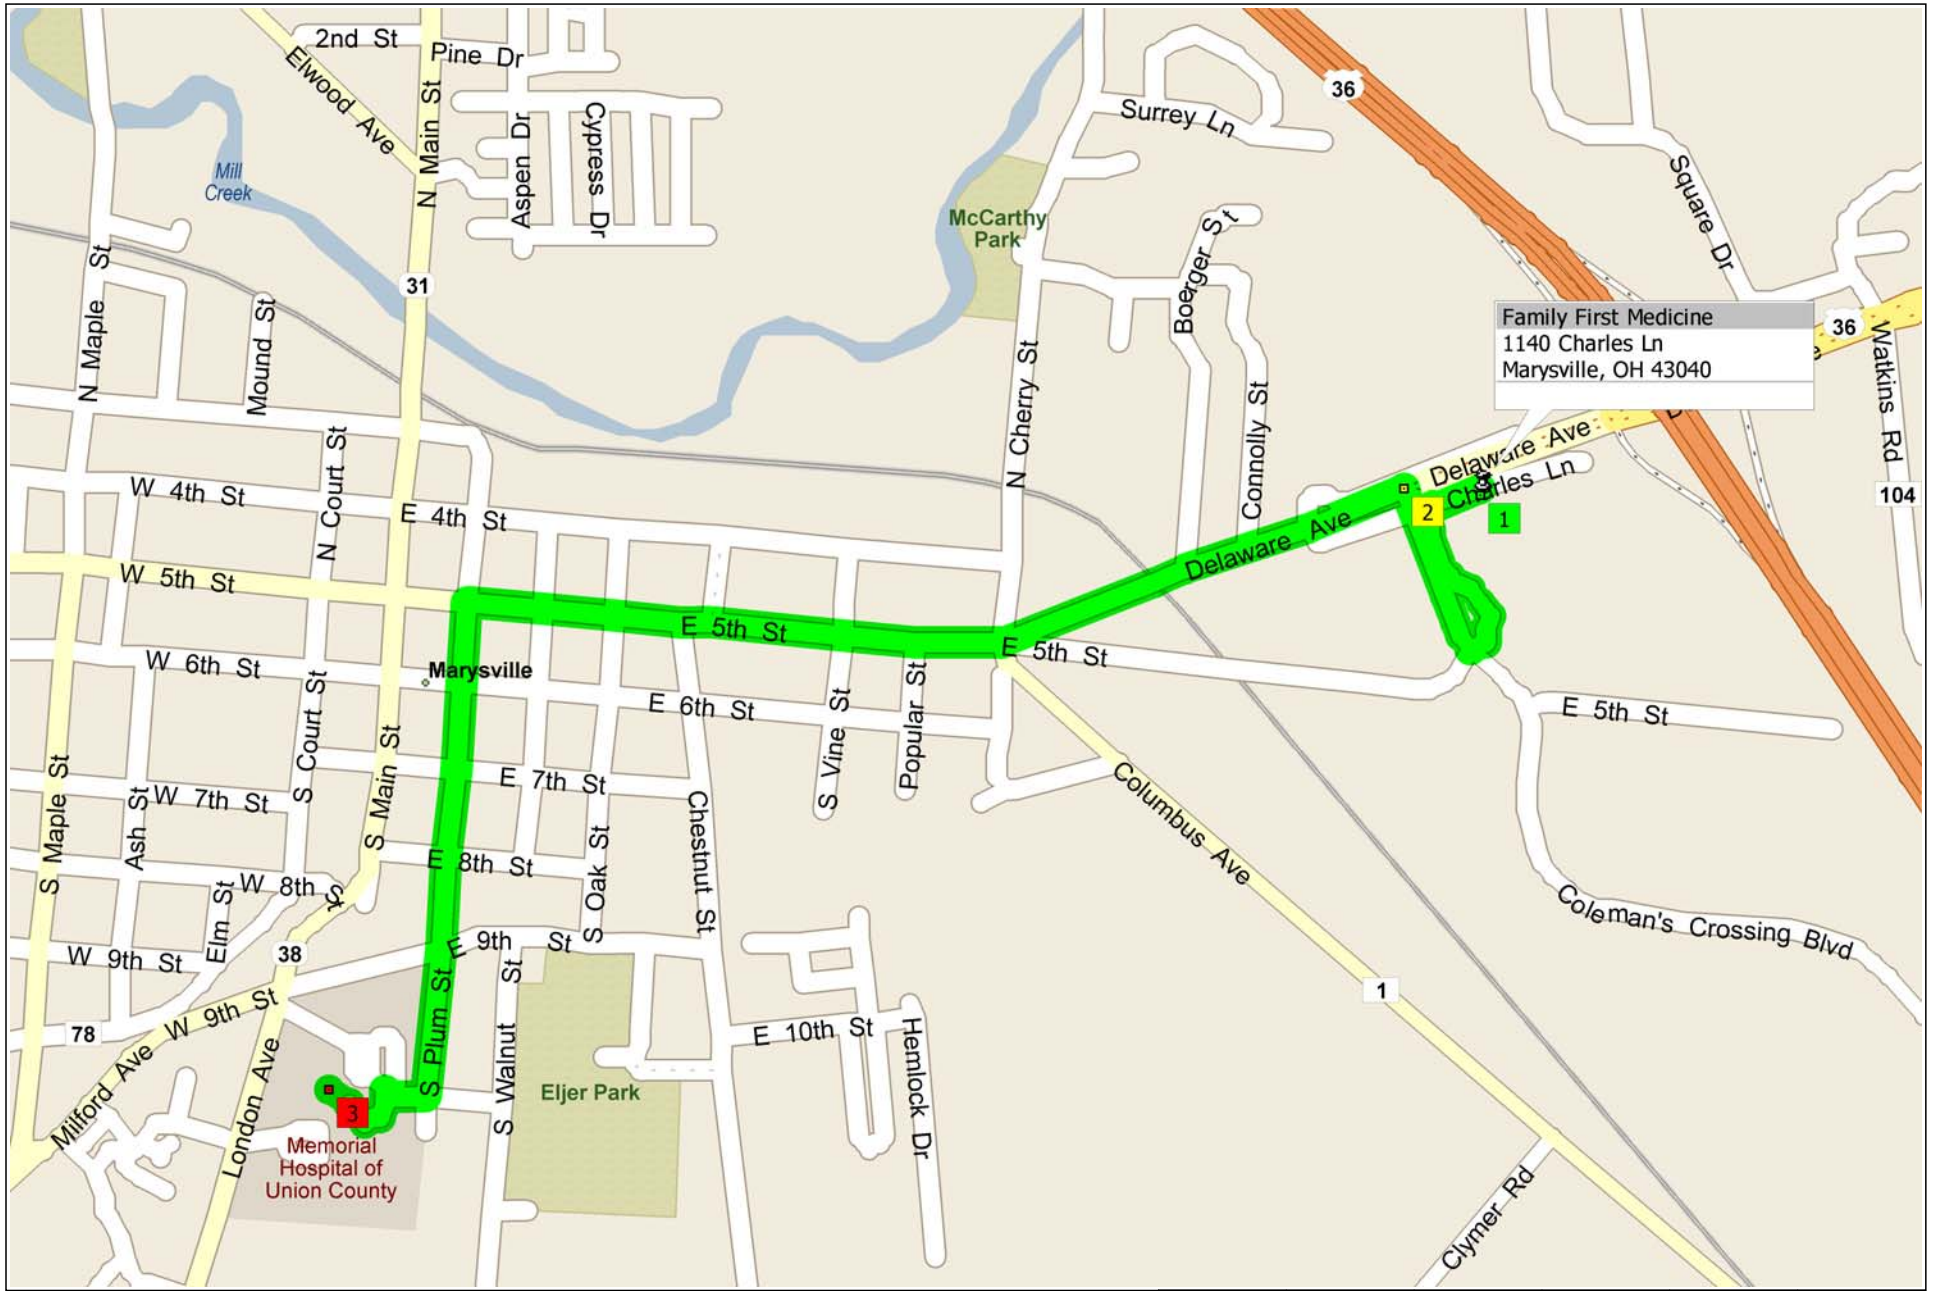 2nd St
Pine Dr
Elwood Ave
N Main St
Aspen Dr
Cypress Dr
Surrey Ln
36
Square Dr
Mill
Creek
McCarthy
Park
Boerger St
31
N Maple St
Mound St
Family First Medicine
1140 Charles Ln
Marysville, OH 43040
36
Watkins Rd
N Cherry St
Connolly St
N Court St
Delaware Ave
Charles Ln
104
W 4th St
E 4th St
2
1
Delaware Ave
W 5th St
E 5th St
E 5th St
W 6th St
Marysville
S Court St
E 6th St
S Vine St
Popular St
E 5th St
S Main St
S Maple St
Ash St
W 7th St
E 7th St
Chestnut St
Columbus Ave
E 8th St
S Oak St
W 8th St
Elm St
Coleman's Crossing Blvd
W 9th St
38
E 9th St
S Plum St
1
W 9th St
78
E 10th St
Hemlock Dr
Milford Ave
London Ave
S Walnut St
Eljer Park
3
Memorial
Hospital of
Union County
Clymer Rd